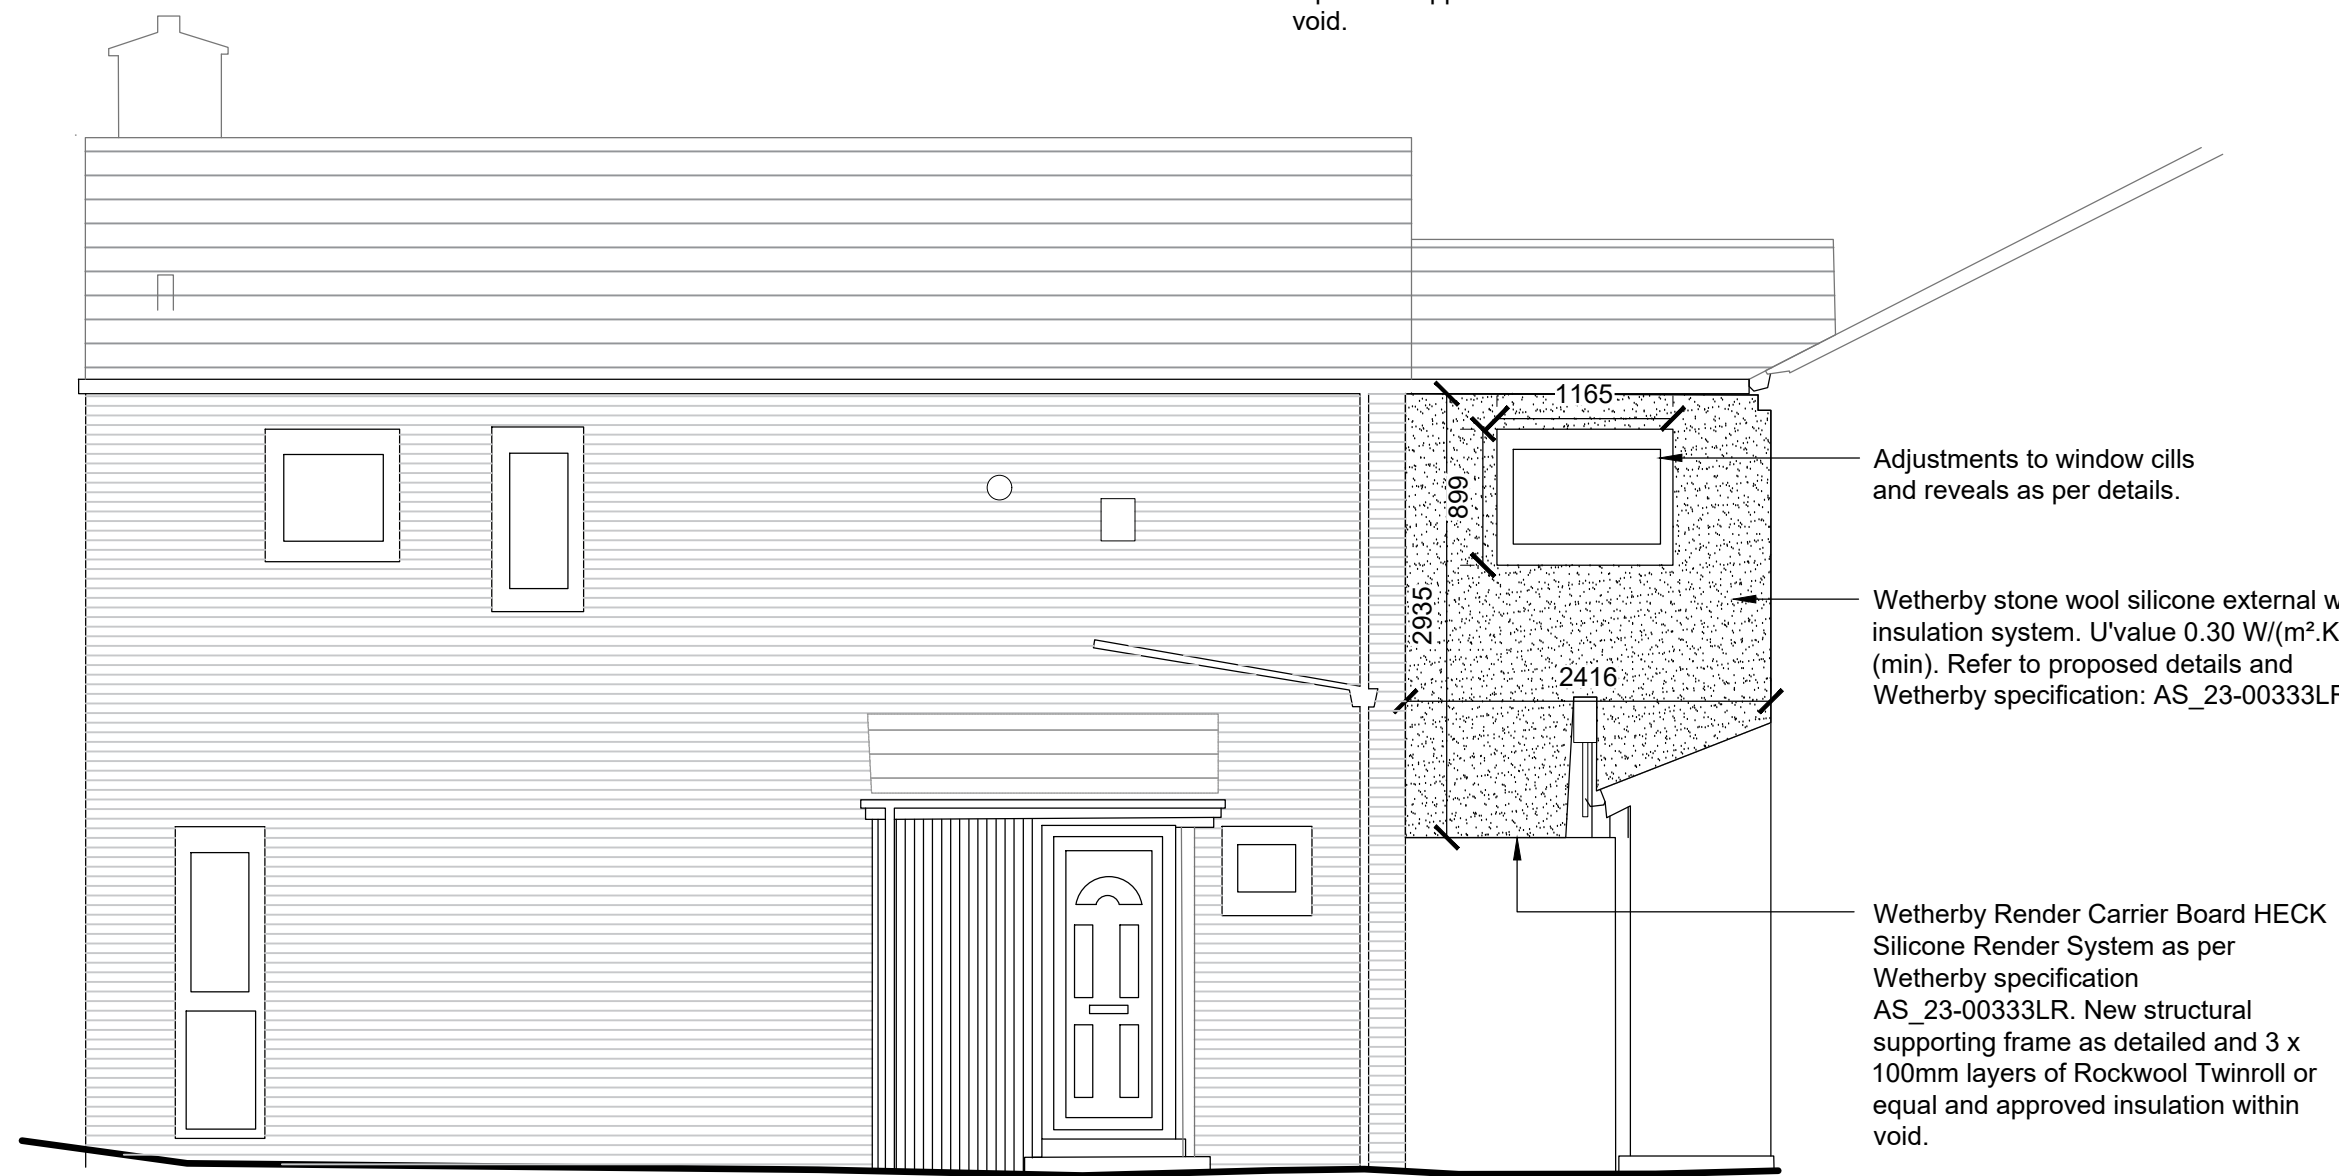 void.
1165
Adjustments to window cills
and reveals as per details.
899
Wetherby stone wool silicone external
insulation system. U'value 0.30 W/(m².K
(min). Refer to proposed details and
Wetherby specification: AS_23-00333LR
2935
2416
Wetherby Render Carrier Board HECK
Silicone Render System as per
Wetherby specification
AS_23-00333LR. New structural
supporting frame as detailed and 3 x
100mm layers of Rockwool Twinroll or
equal and approved insulation within
void.